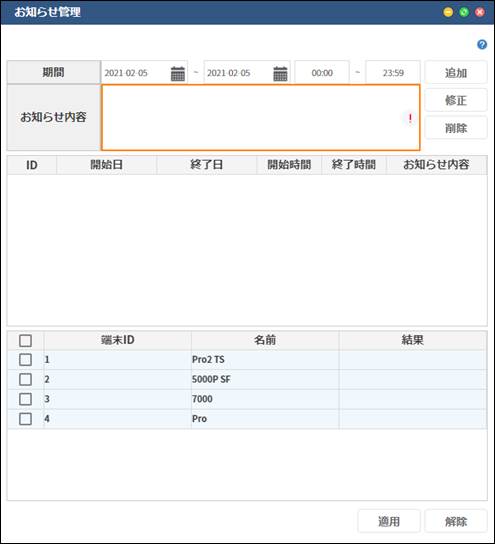 お知らせ管理
?
期間 2021-02-05 ~ 2021-02-05 00:00 ~ 23:59 追加
お知らせ内容 ! 修正
削除
ID 開始日 終了日 開始時間 終了時間 お知らせ内容
端末ID 名前 結果
1 Pro2 TS
2 5000P SF
3 7000
4 Pro
適用 解除